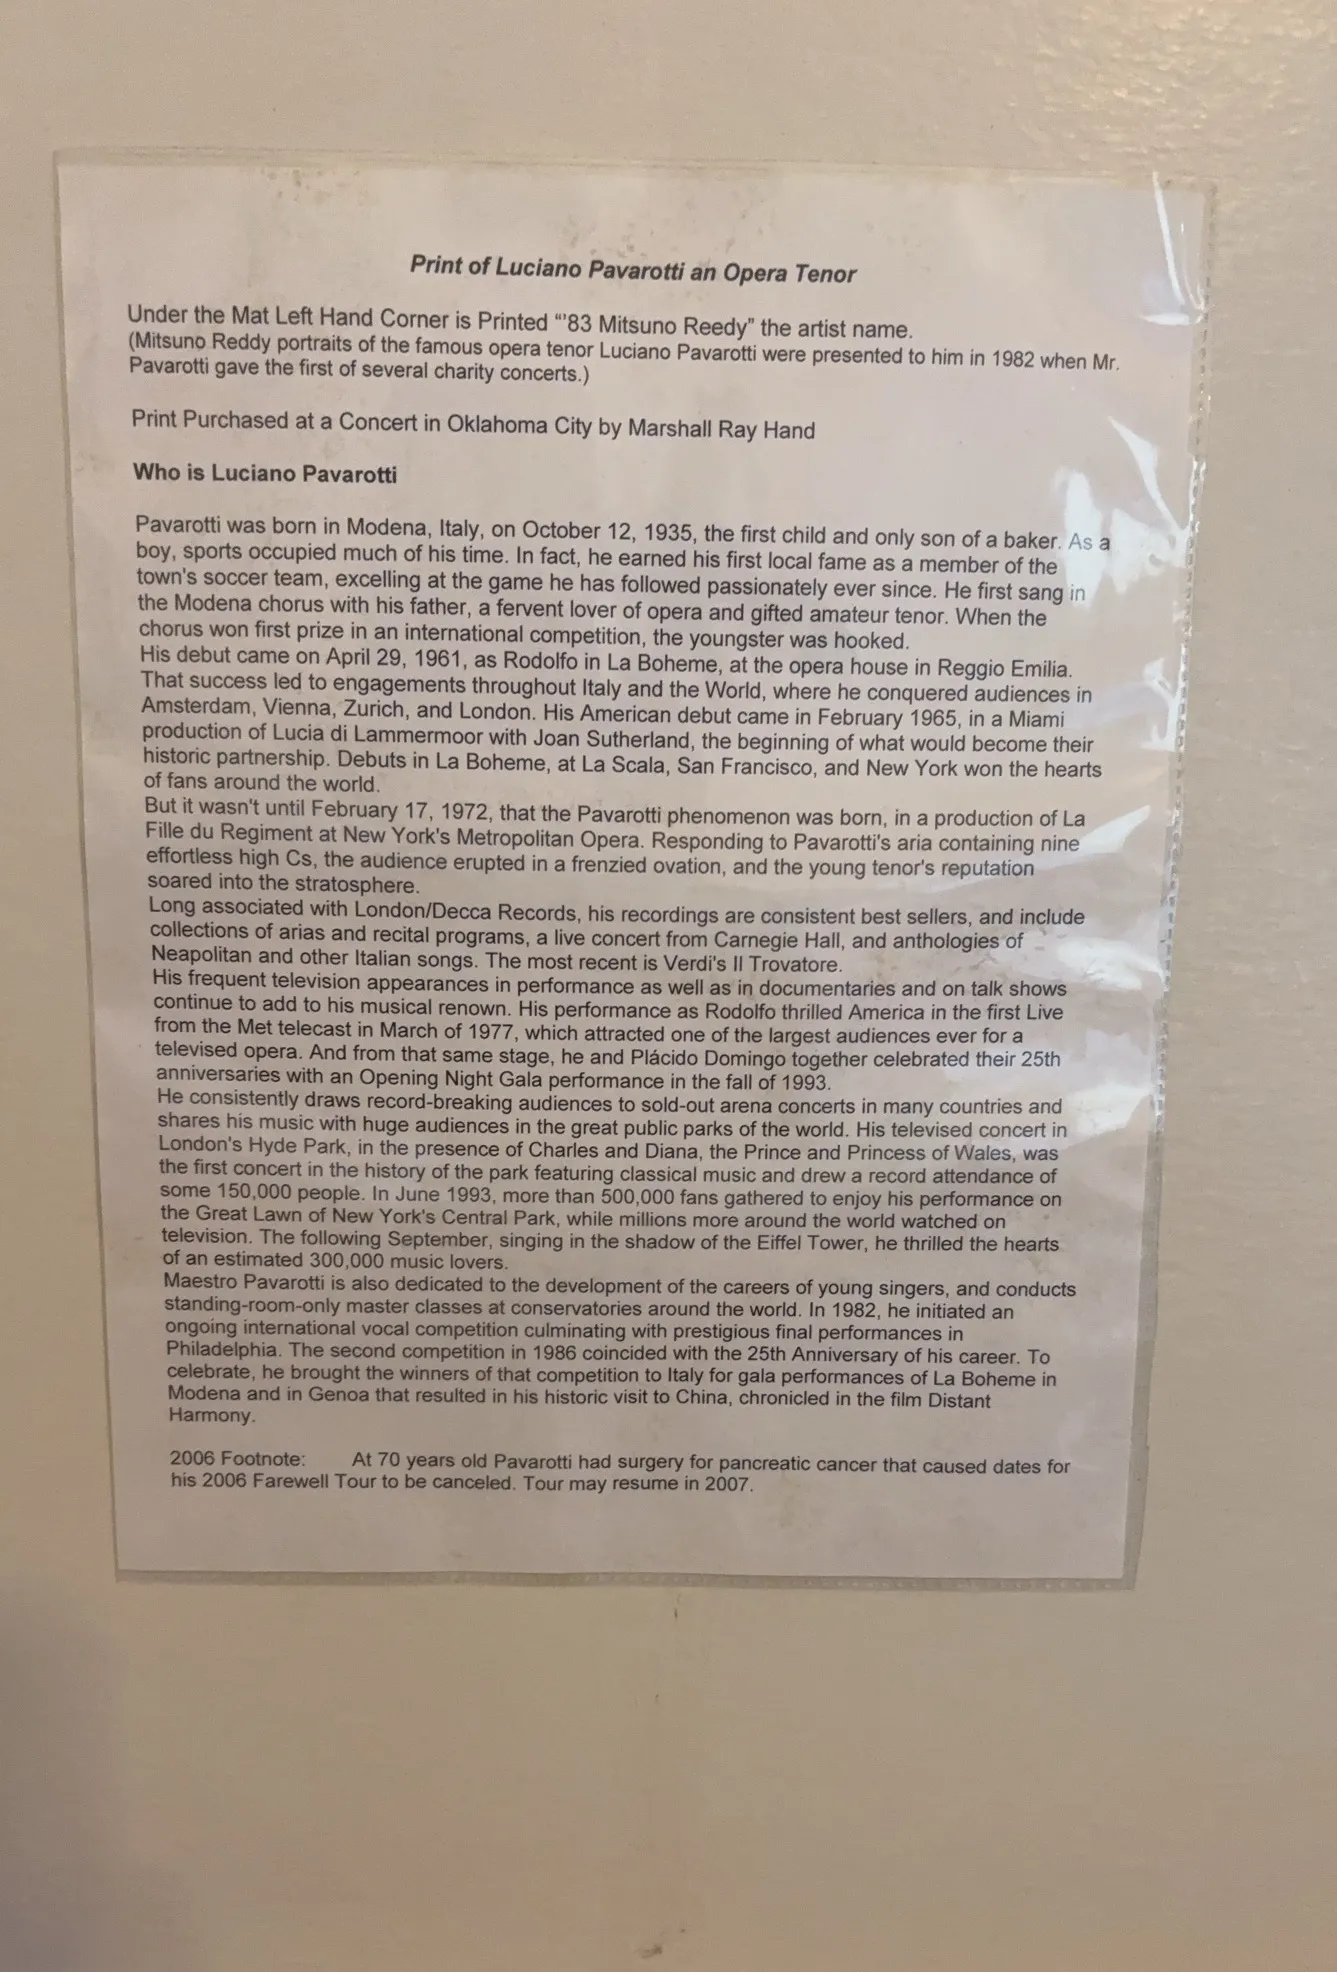 Print of Luciano Pavarotti an Opera Tenor
Under the Mat Left Hand Corner is Printed "'83 Mitsuno Reedy" the artist name.
(Mitsuno Reddy portraits of the famous opera tenor Luciano Pavarotti were presented to him in 1982 when Mr.
Pavarotti gave the first of several charity concerts.)
Print Purchased at a Concert in Oklahoma City by Marshall Ray Hand
Who is Luciano Pavarotti
Pavarotti was born in Modena, Italy, on October 12, 1935, the first child and only son of a baker. As a
boy, sports occupied much of his time. In fact, he earned his first local fame as a member of the
town's soccer team, excelling at the game he has followed passionately ever since. He first sang in
the Modena chorus with his father, a fervent lover of opera and gifted amateur tenor. When the
chorus won first prize in an international competition, the youngster was hooked.
His debut came on April 29, 1961, as Rodolfo in La Boheme, at the opera house in Reggio Emilia.
That success led to engagements throughout Italy and the World, where he conquered audiences in
Amsterdam, Vienna, Zurich, and London. His American debut came in February 1965, in a Miami
production of Lucia di Lammermoor with Joan Sutherland, the beginning of what would become their
historic partnership. Debuts in La Boheme, at La Scala, San Francisco, and New York won the hearts
of fans around the world.
But it wasn't until February 17, 1972, that the Pavarotti phenomenon was born, in a production of La
Fille du Regiment at New York's Metropolitan Opera. Responding to Pavarotti's aria containing nine
effortless high Cs, the audience erupted in a frenzied ovation, and the young tenor's reputation
soared into the stratosphere.
Long associated with London/Decca Records, his recordings are consistent best sellers, and include
collections of arias and recital programs, a live concert from Carnegie Hall, and anthologies of
Neapolitan and other Italian songs. The most recent is Verdi's Il Trovatore.
His frequent television appearances in performance as well as in documentaries and on talk shows
continue to add to his musical renown. His performance as Rodolfo thrilled America in the first Live
from the Met telecast in March of 1977, which attracted one of the largest audiences ever for a
televised opera. And from that same stage, he and Plácido Domingo together celebrated their 25th
anniversaries with an Opening Night Gala performance in the fall of 1993.
He consistently draws record-breaking audiences to sold-out arena concerts in many countries and
shares his music with huge audiences in the great public parks of the world. His televised concert in
London's Hyde Park, in the presence of Charles and Diana, the Prince and Princess of Wales, was
the first concert in the history of the park featuring classical music and drew a record attendance of
some 150,000 people. In June 1993, more than 500,000 fans gathered to enjoy his performance on
the Great Lawn of New York's Central Park, while millions more around the world watched on
television. The following September, singing in the shadow of the Eiffel Tower, he thrilled the hearts
of an estimated 300,000 music lovers.
Maestro Pavarotti is also dedicated to the development of the careers of young singers, and conducts
standing-room-only master classes at conservatories around the world. In 1982, he initiated an
ongoing international vocal competition culminating with prestigious final performances in
Philadelphia. The second competition in 1986 coincided with the 25th Anniversary of his career. To
celebrate, he brought the winners of that competition to Italy for gala performances of La Boheme in
Modena and in Genoa that resulted in his historic visit to China, chronicled in the film Distant
Harmony.
2006 Footnote: At 70 years old Pavarotti had surgery for pancreatic cancer that caused dates for
his 2006 Farewell Tour to be canceled. Tour may resume in 2007.